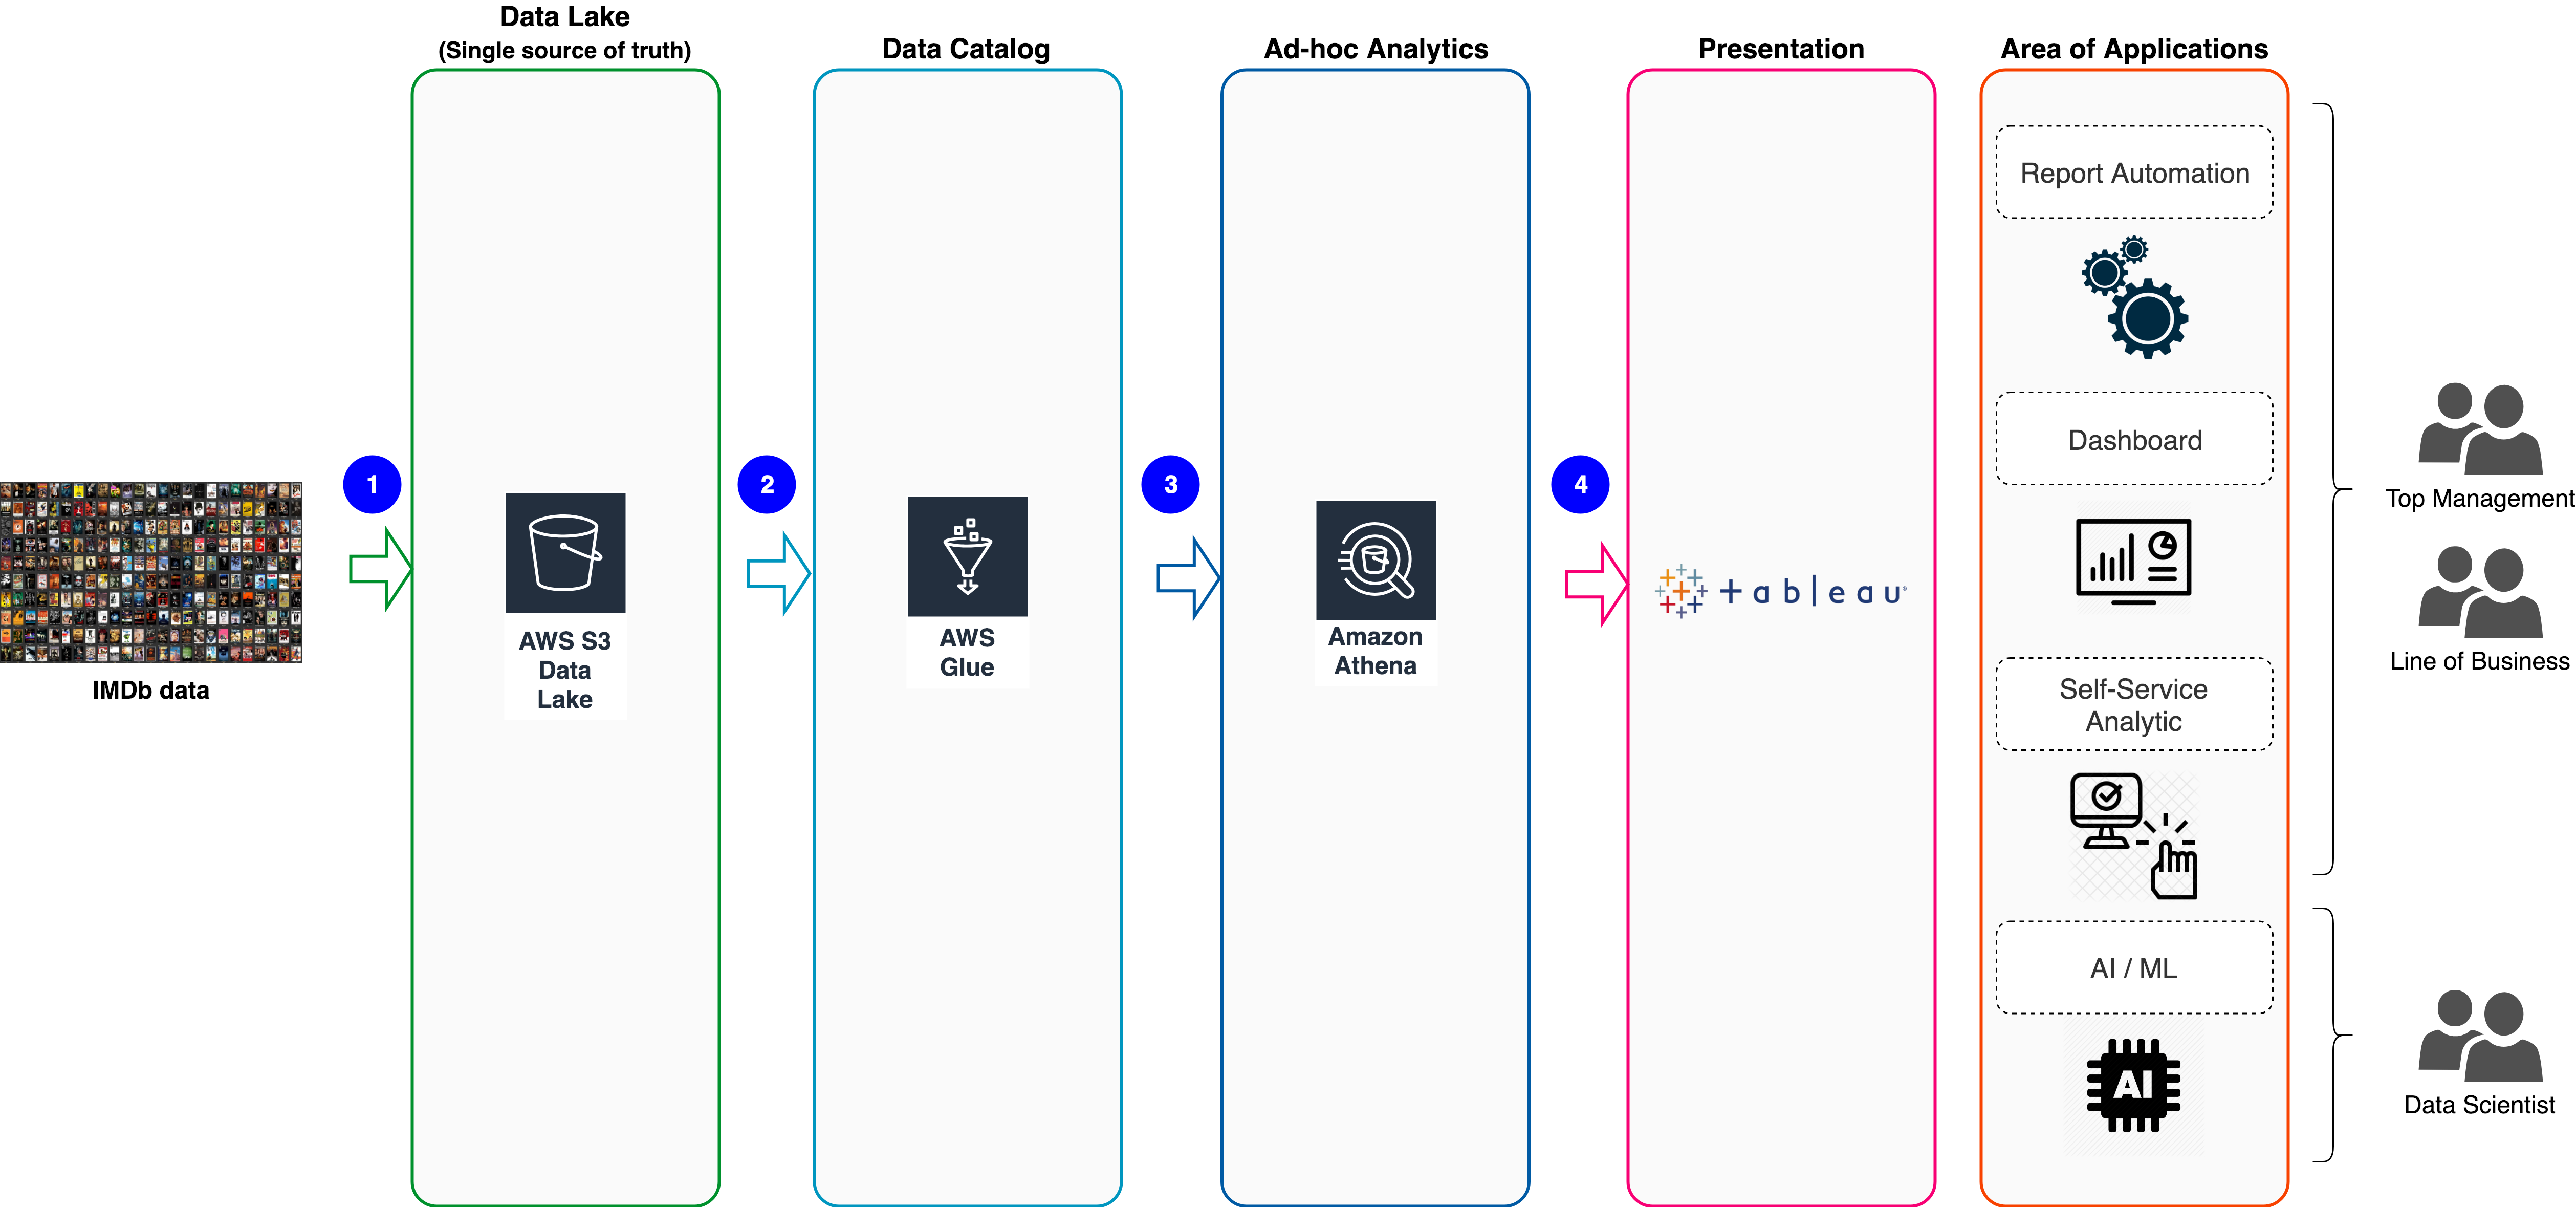 Data Lake
(Single source of truth)
Data Catalog
Ad-hoc Analytics
Presentation
Area of Applications
Report Automation
Dashboard
Top Management
1
2
3
4
IMDb data
AWS S3
Data
Lake
AWS
Glue
Amazon
Athena
+ableau®
Line of Business
Self-Service
Analytic
AI / ML
AI
Data Scientist